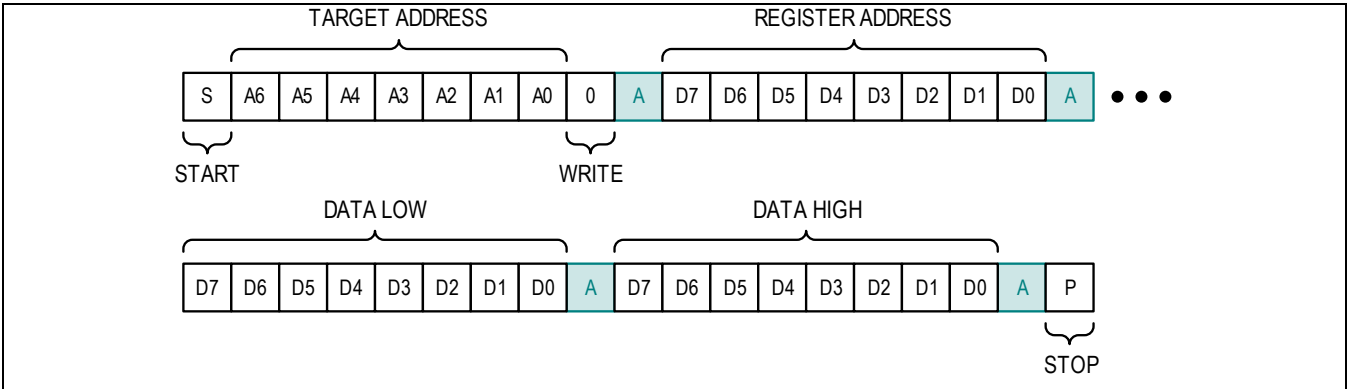 TARGET ADDRESS REGISTER ADDRESS
S A6 A5 A4 A3 A2 A1 A0 0 A D7 D6 D5 D4 D3 D2 D1 D0 A
START WRITE
DATA LOW DATA HIGH
D7 D6 D5 D4 D3 D2 D1 D0 A D7 D6 D5 D4 D3 D2 D1 D0 A P
STOP